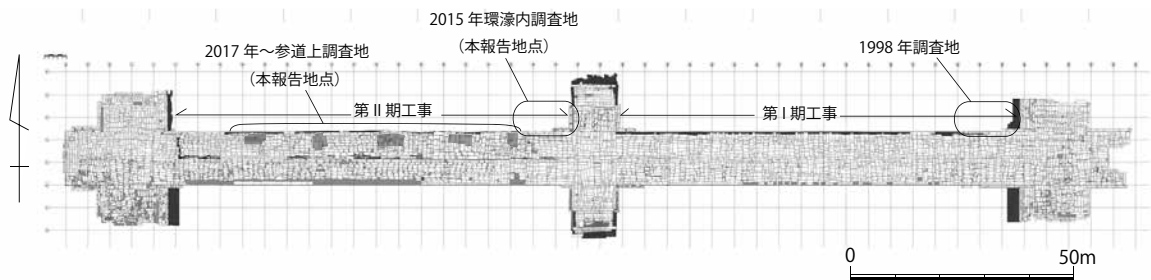 2015 年環濠内調査地
(本報告地点)
2017 年～参道上調査地
(本報告地点)
1998 年調査地
第 II 期工事
第 I 期工事
0
50m